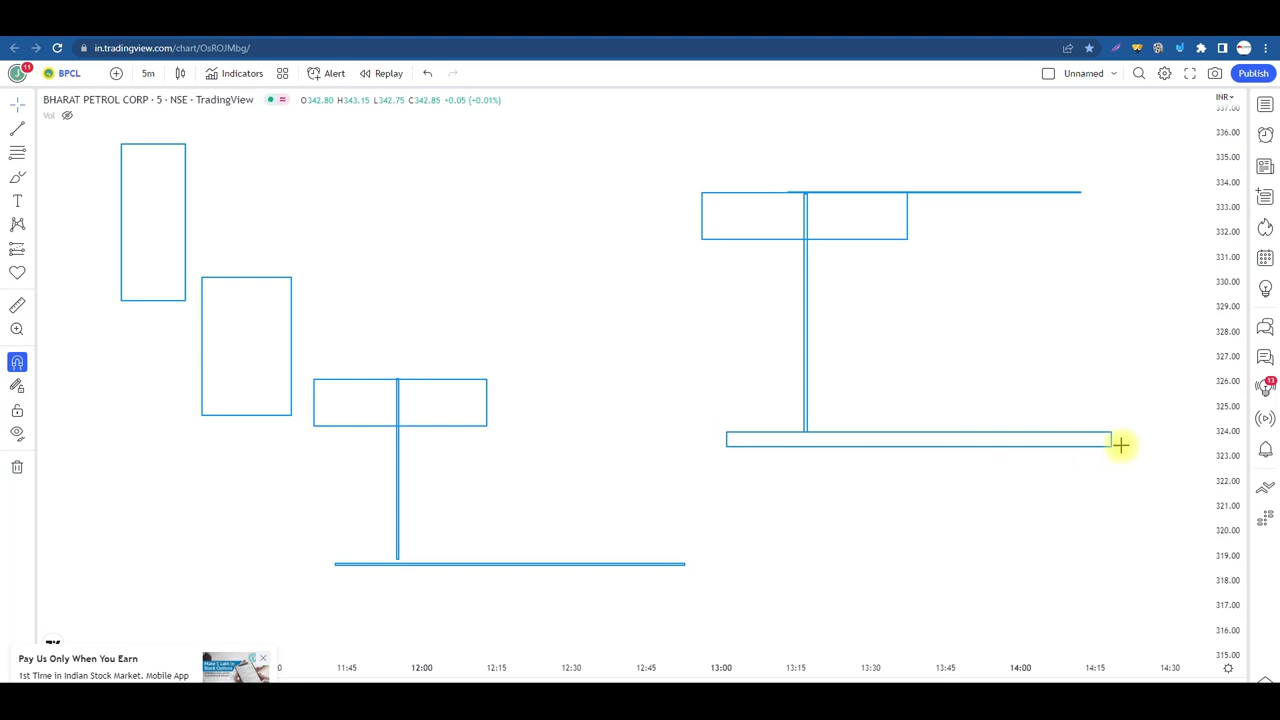 in.tradingview.com/chart/OsROJMbg/
11
BPCL
5m
Indicators
Alert
Replay
Unnamed
Publish
BHARAT PETROL CORP · 5 · NSE · TradingView
O342.80 H343.15 L342.75 C342.85 +0.05 (+0.01%)
INR
Vol
337.00
336.00
335.00
334.00
333.00
332.00
331.00
330.00
329.00
328.00
327.00
326.00
325.00
324.00
323.00
322.00
321.00
320.00
319.00
318.00
317.00
316.00
315.00
13
Pay Us Only When You Earn
1st Time in Indian Stock Market. Mobile App
11:45
12:00
12:15
12:30
12:45
13:00
13:15
13:30
13:45
14:00
14:15
14:30